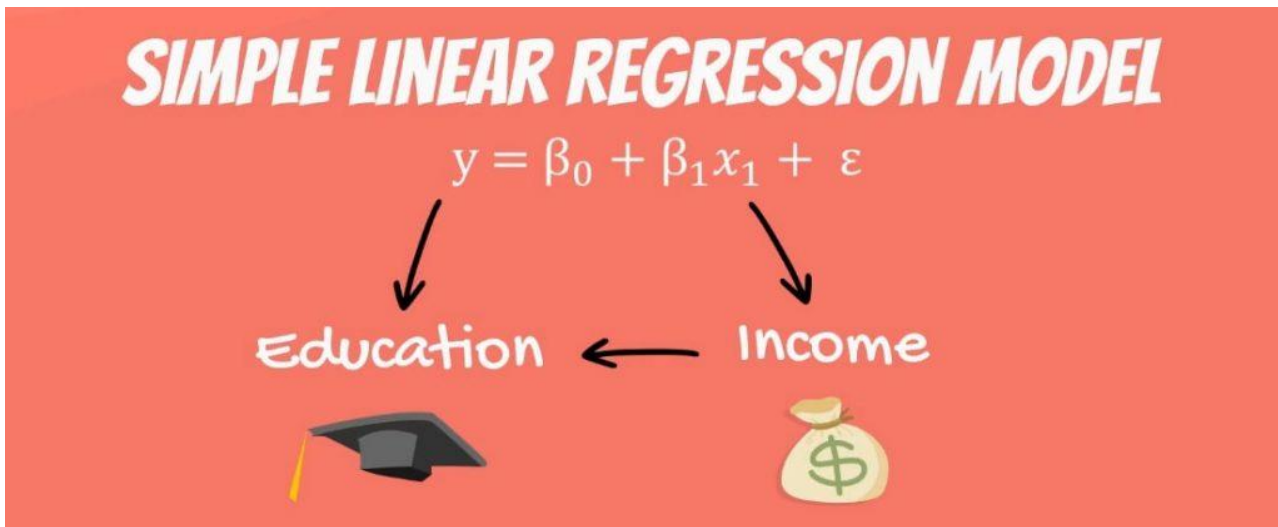 SIMPLE LINEAR REGRESSION MODEL
y = β₀ + β₁x₁ + ε
Education Income
$